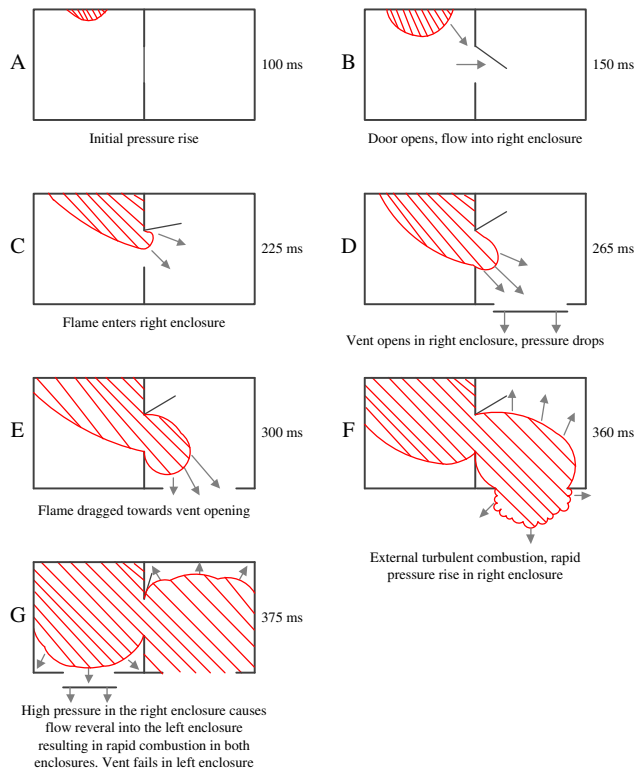 A
100 ms
Initial pressure rise
B
150 ms
Door opens, flow into right enclosure
C
225 ms
Flame enters right enclosure
D
265 ms
Vent opens in right enclosure, pressure drops
E
300 ms
Flame dragged towards vent opening
F
360 ms
External turbulent combustion, rapid
pressure rise in right enclosure
G
375 ms
High pressure in the right enclosure causes
flow reveral into the left enclosure
resulting in rapid combustion in both
enclosures. Vent fails in left enclosure